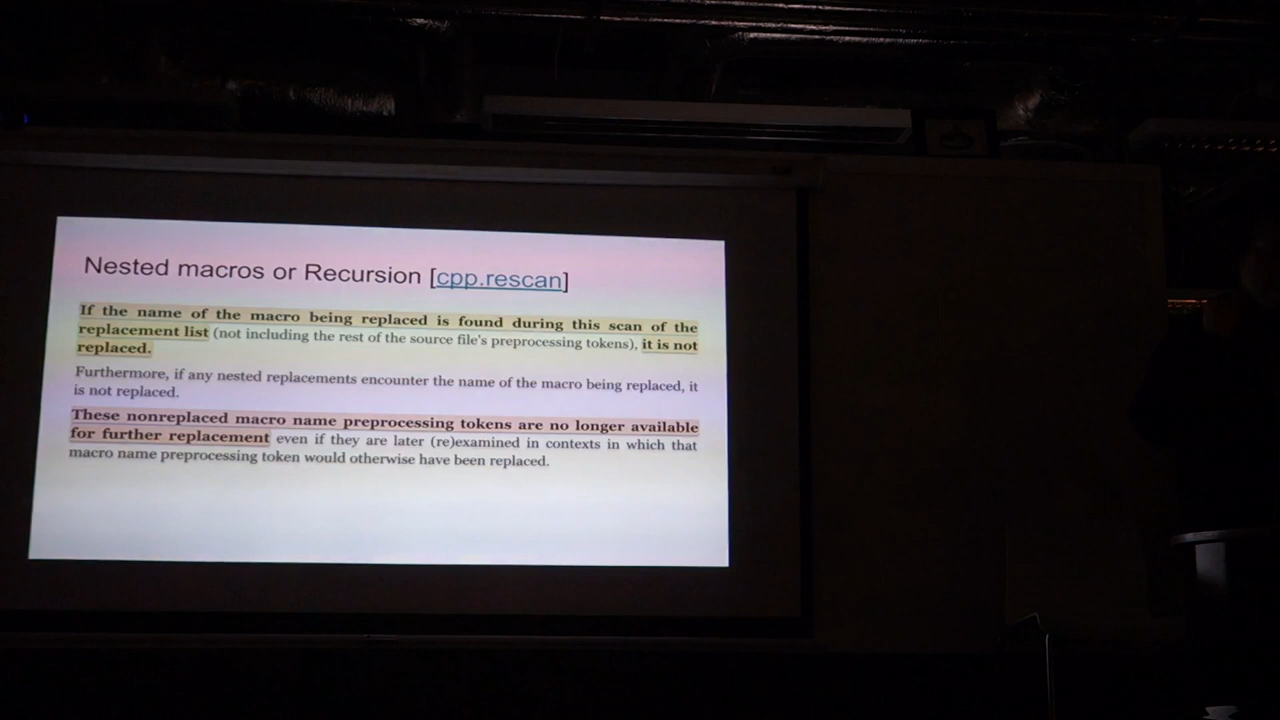 Nested macros or Recursion [cpp.rescan]
If the name of the macro being replaced is found during this scan of the
replacement list (not including the rest of the source file's preprocessing tokens), it is not
replaced.
Furthermore, if any nested replacements encounter the name of the macro being replaced, it
is not replaced.
These nonreplaced macro name preprocessing tokens are no longer available
for further replacement even if they are later (re)examined in contexts in which that
macro name preprocessing token would otherwise have been replaced.